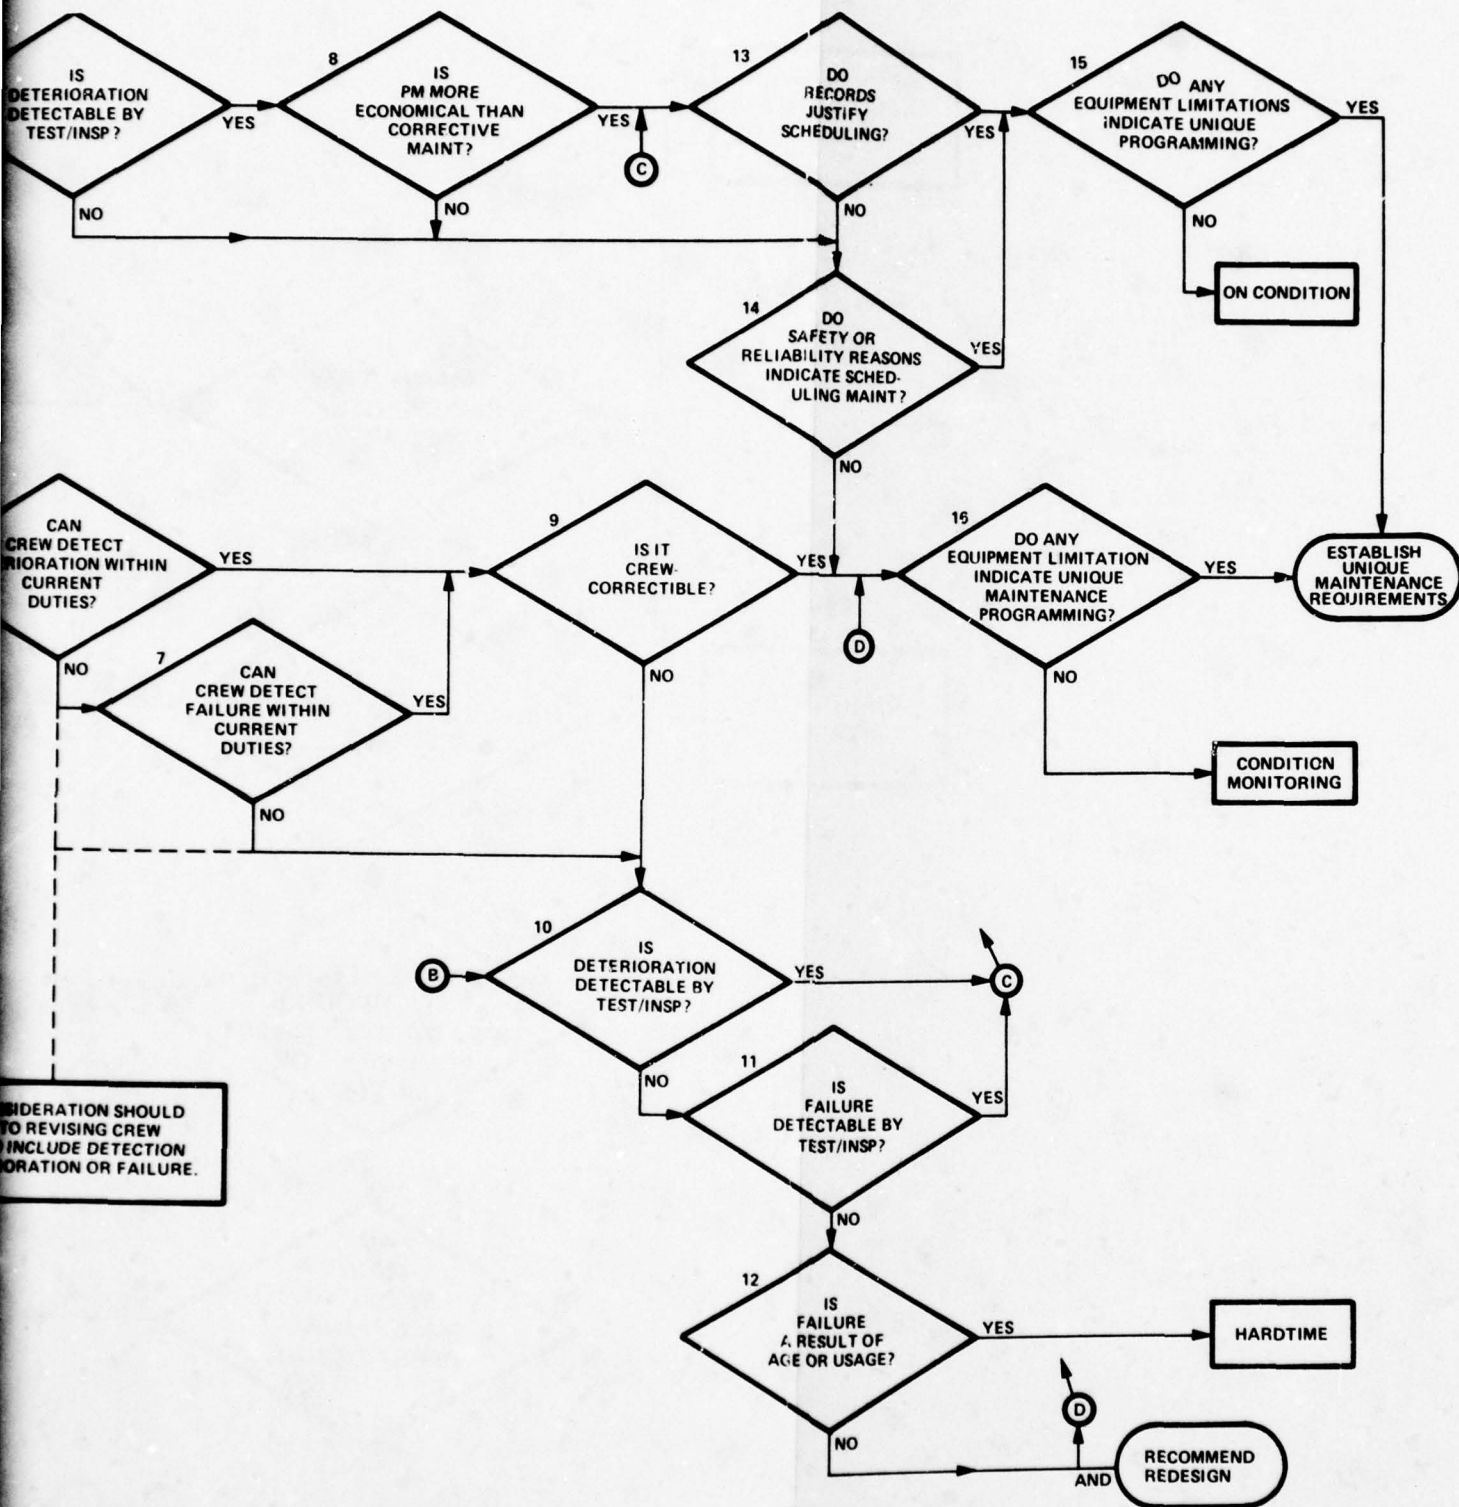 IS
DETERIORATION
DETECTABLE BY
TEST/INSP?
YES
NO
8
IS
PM MORE
ECONOMICAL THAN
CORRECTIVE
MAINT?
YES
NO
C
13
DO
RECORDS
JUSTIFY
SCHEDULING?
YES
NO
15
DO ANY
EQUIPMENT LIMITATIONS
INDICATE UNIQUE
PROGRAMMING?
YES
NO
ON CONDITION
14
DO
SAFETY OR
RELIABILITY REASONS
INDICATE SCHED-
ULING MAINT?
YES
NO
CAN
CREW DETECT
RIORATION WITHIN
CURRENT
DUTIES?
YES
NO
7
CAN
CREW DETECT
FAILURE WITHIN
CURRENT
DUTIES?
YES
NO
9
IS IT
CREW-
CORRECTIBLE?
YES
NO
D
16
DO ANY
EQUIPMENT LIMITATION
INDICATE UNIQUE
MAINTENANCE
PROGRAMMING?
YES
NO
ESTABLISH
UNIQUE
MAINTENANCE
REQUIREMENTS
CONDITION
MONITORING
B
10
IS
DETERIORATION
DETECTABLE BY
TEST/INSP?
YES
NO
C
11
IS
FAILURE
DETECTABLE BY
TEST/INSP?
YES
NO
SIDERATION SHOULD
TO REVISING CREW
INCLUDE DETECTION
ORATION OR FAILURE.
12
IS
FAILURE
A RESULT OF
AGE OR USAGE?
YES
NO
HARDTIME
D
AND
RECOMMEND
REDESIGN